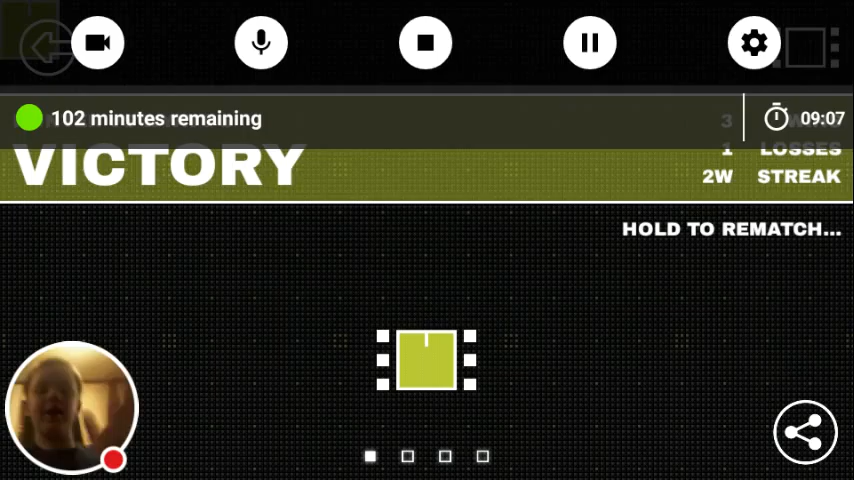 102 minutes remaining
09:07
3
VICTORY
1 LOSSES
2W STREAK
HOLD TO REMATCH...